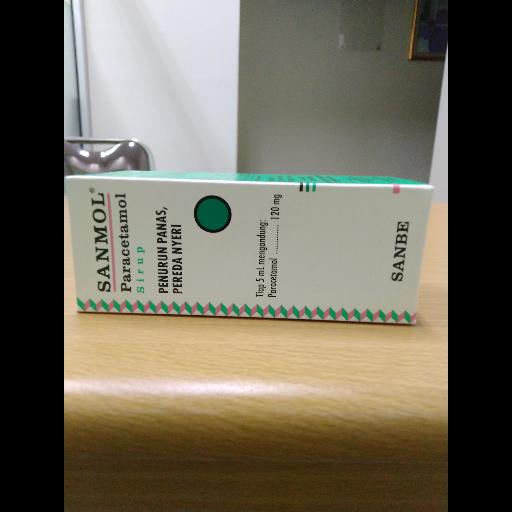 SANMOL®
Paracetamol
Sirup
PENURUN PANAS,
PEREDA NYERI
Tiap 5 mL mengandung:
Paracetamol ............ 120 mg
SANBE